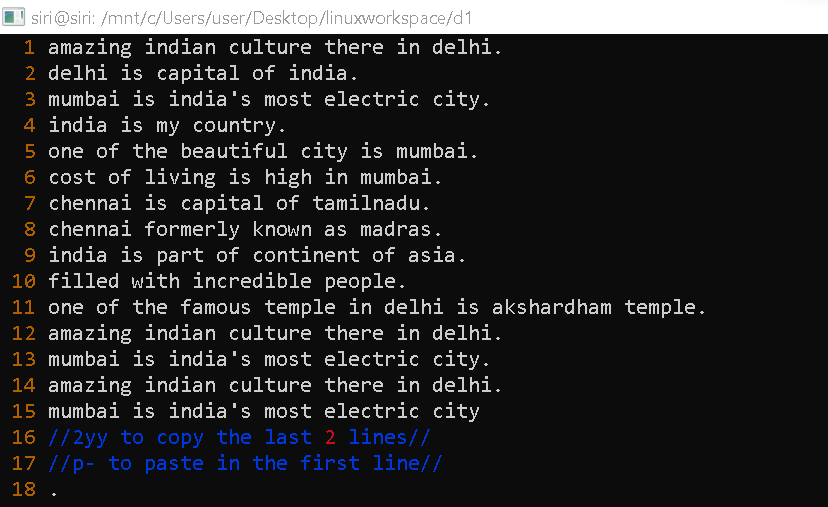 siri@siri: /mnt/c/Users/user/Desktop/linuxworkspace/d1
1 amazing indian culture there in delhi.
2 delhi is capital of india.
3 mumbai is india's most electric city.
4 india is my country.
5 one of the beautiful city is mumbai.
6 cost of living is high in mumbai.
7 chennai is capital of tamilnadu.
8 chennai formerly known as madras.
9 india is part of continent of asia.
10 filled with incredible people.
11 one of the famous temple in delhi is akshardham temple.
12 amazing indian culture there in delhi.
13 mumbai is india's most electric city.
14 amazing indian culture there in delhi.
15 mumbai is india's most electric city
16 //2yy to copy the last 2 lines//
17 //p- to paste in the first line//
18 .